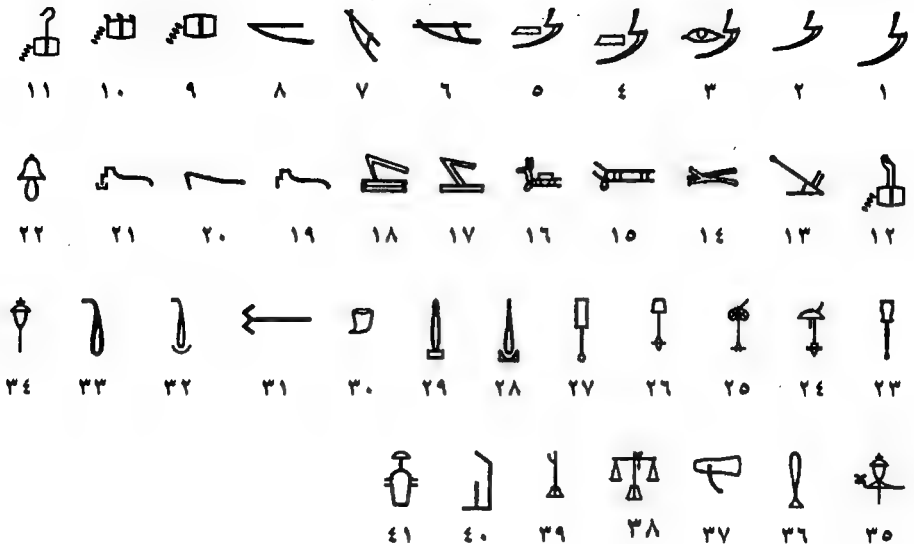 ١ ٢ ٣ ٤ ٥ ٦ ٧ ٨ ٩ ١٠ ١١
١٢ ١٣ ١٤ ١٥ ١٦ ١٧ ١٨ ١٩ ٢٠ ٢١ ٢٢
٢٣ ٢٤ ٢٥ ٢٦ ٢٧ ٢٨ ٢٩ ٣٠ ٣١ ٣٢ ٣٣ ٣٤
٣٥ ٣٦ ٣٧ ٣٨ ٣٩ ٤٠ ٤١